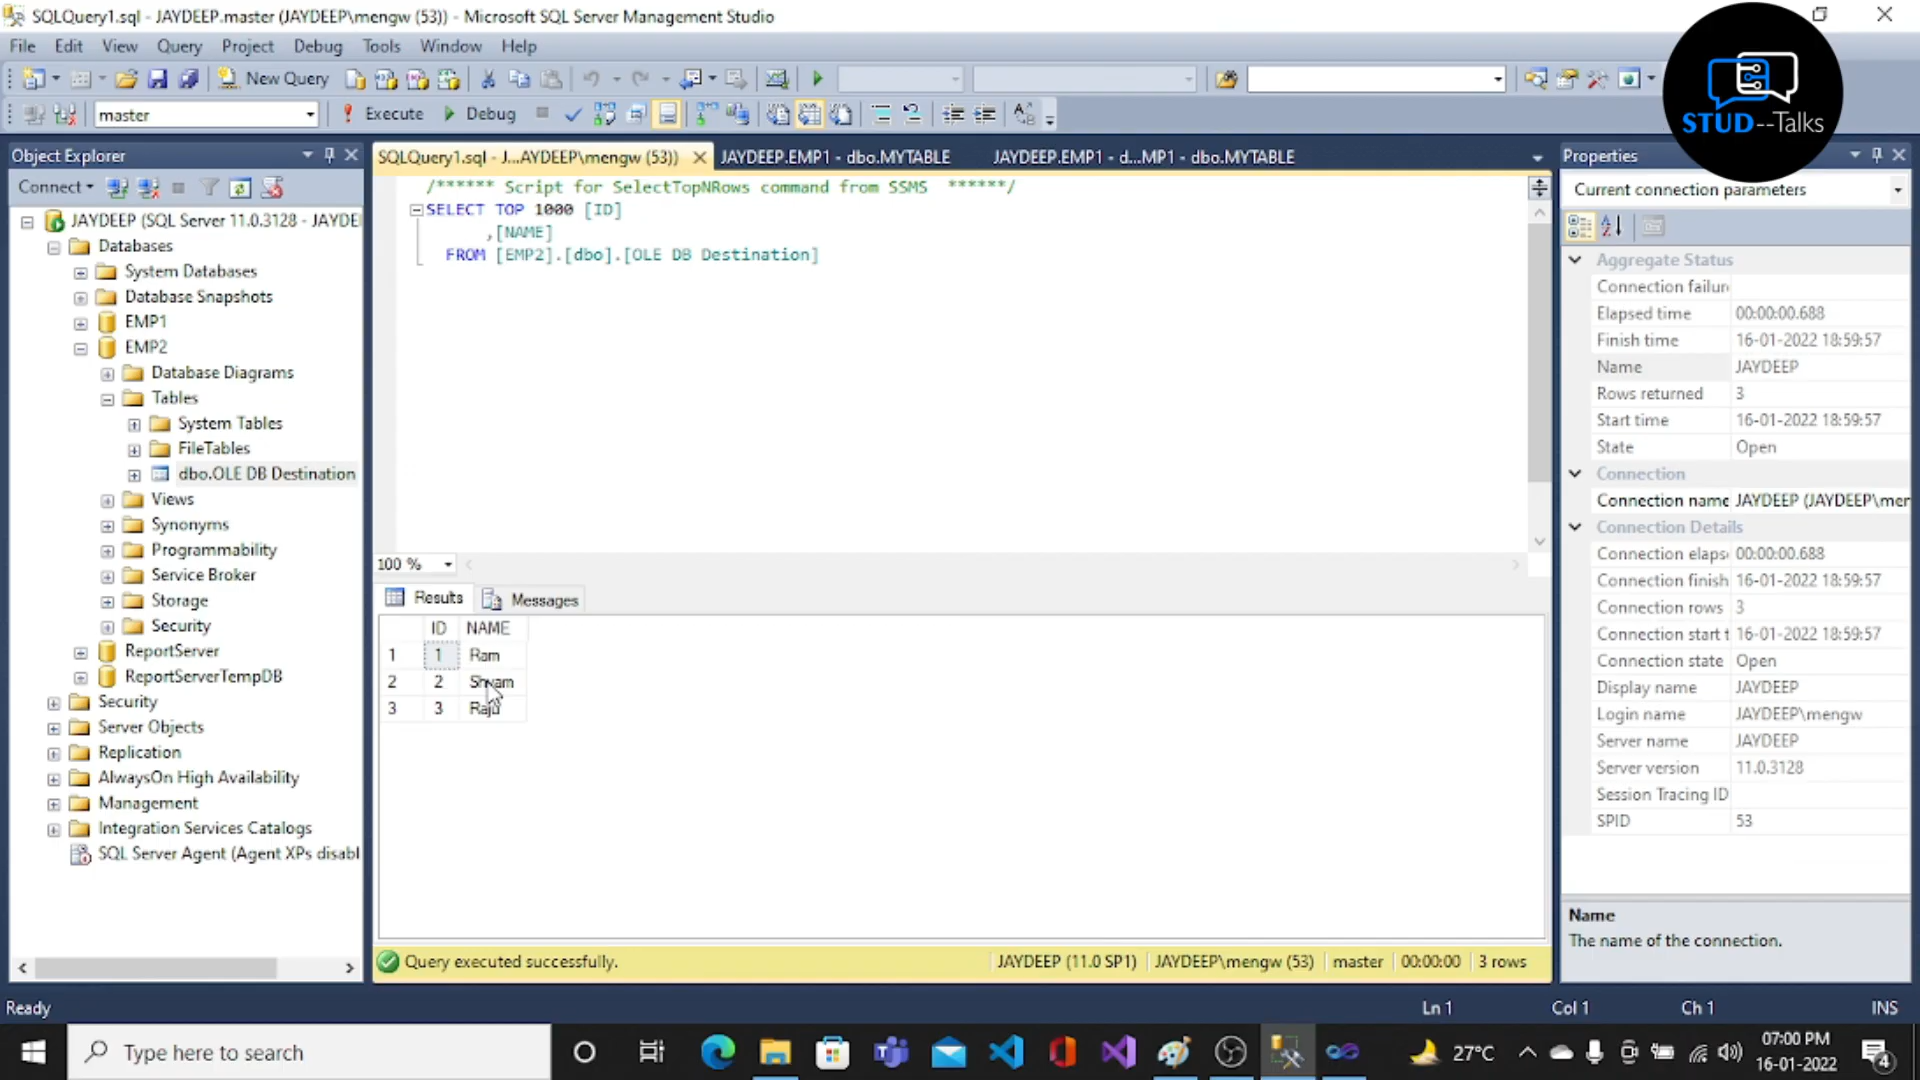 SQLQuery1.sql - JAYDEEP.master (JAYDEEP\mengw (53)) - Microsoft SQL Server Management Studio
File Edit View Query Project Debug Tools Window Help
New Query
master Execute Debug
STUD--Talks
Object Explorer
Connect
JAYDEEP (SQL Server 11.0.3128 - JAYDE
Databases
System Databases
Database Snapshots
EMP1
EMP2
Database Diagrams
Tables
System Tables
FileTables
dbo.OLE DB Destination
Views
Synonyms
Programmability
Service Broker
Storage
Security
ReportServer
ReportServerTempDB
Security
Server Objects
Replication
AlwaysOn High Availability
Management
Integration Services Catalogs
SQL Server Agent (Agent XPs disabl
SQLQuery1.sql - J...AYDEEP\mengw (53)) JAYDEEP.EMP1 - dbo.MYTABLE JAYDEEP.EMP1 - d...MP1 - dbo.MYTABLE
/****** Script for SelectTopNRows command from SSMS ******/
SELECT TOP 1000 [ID]
,[NAME]
FROM [EMP2].[dbo].[OLE DB Destination]
100 %
Results Messages
ID NAME
1 1 Ram
2 2 Shyam
3 3 Raju
Query executed successfully. JAYDEEP (11.0 SP1) JAYDEEP\mengw (53) master 00:00:00 3 rows
Properties
Current connection parameters
Aggregate Status
Connection failure
Elapsed time 00:00:00.688
Finish time 16-01-2022 18:59:57
Name JAYDEEP
Rows returned 3
Start time 16-01-2022 18:59:57
State Open
Connection
Connection name JAYDEEP (JAYDEEP\mer
Connection Details
Connection elaps 00:00:00.688
Connection finish 16-01-2022 18:59:57
Connection rows 3
Connection start t 16-01-2022 18:59:57
Connection state Open
Display name JAYDEEP
Login name JAYDEEP\mengw
Server name JAYDEEP
Server version 11.0.3128
Session Tracing ID
SPID 53
Name
The name of the connection.
Ready Ln 1 Col 1 Ch 1 INS
Type here to search
27°C
07:00 PM
16-01-2022
4